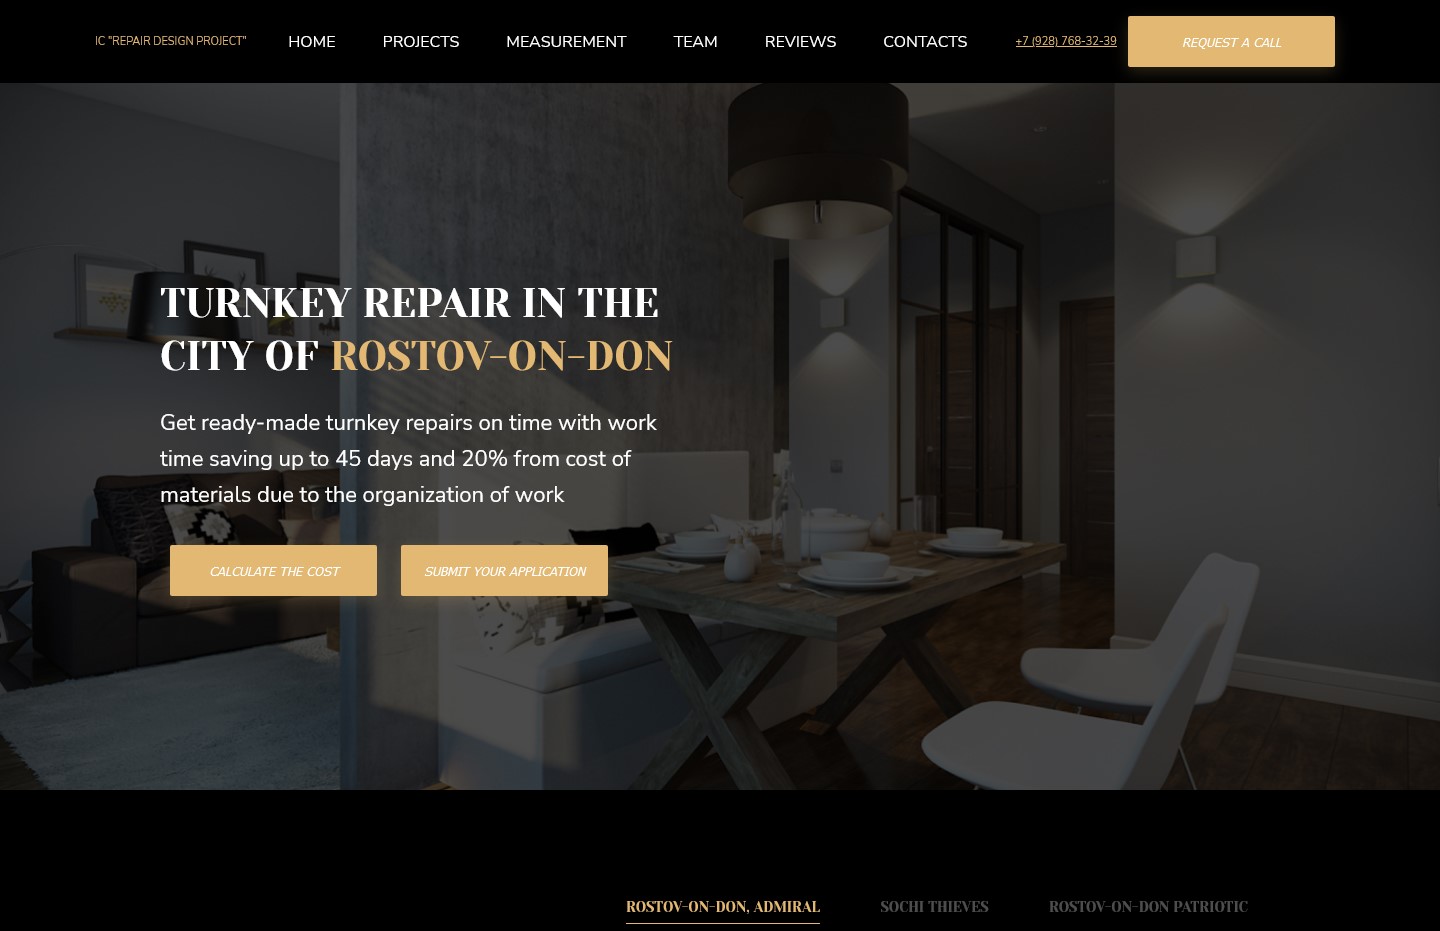 IC "REPAIR DESIGN PROJECT"
HOME
PROJECTS
MEASUREMENT
TEAM
REVIEWS
CONTACTS
+7 (928) 768-32-39
REQUEST A CALL
TURNKEY REPAIR IN THE
CITY OF ROSTOV-ON-DON
Get ready-made turnkey repairs on time with work
time saving up to 45 days and 20% from cost of
materials due to the organization of work
CALCULATE THE COST
SUBMIT YOUR APPLICATION
ROSTOV-ON-DON, ADMIRAL
SOCHI THIEVES
ROSTOV-ON-DON PATRIOTIC